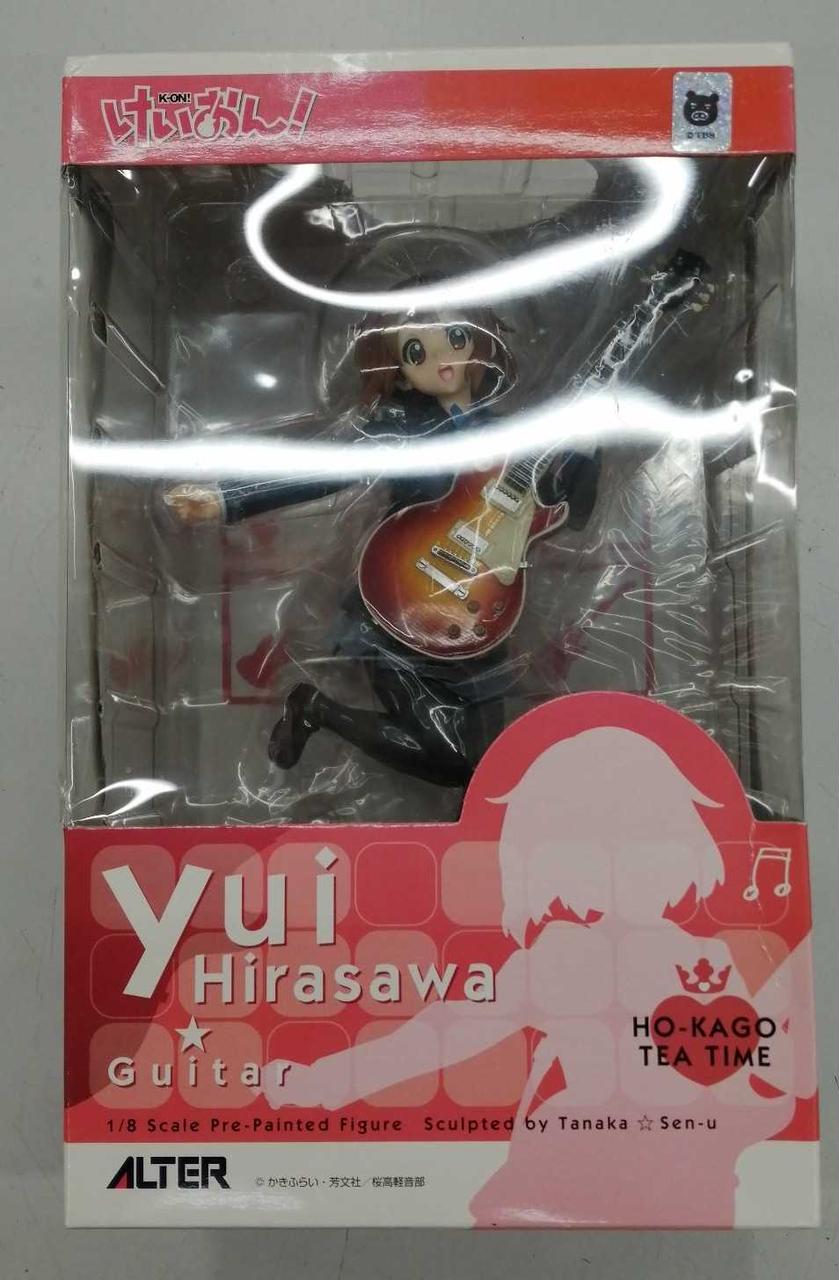 K-ON!
けいおん!
©TBS
yui
Hirasawa
★
Guitar
HO-KAGO
TEA TIME
1/8 Scale Pre-Painted Figure Sculpted by Tanaka ☆ Sen-u
ALTER
© かきふらい・芳文社/桜高軽音部